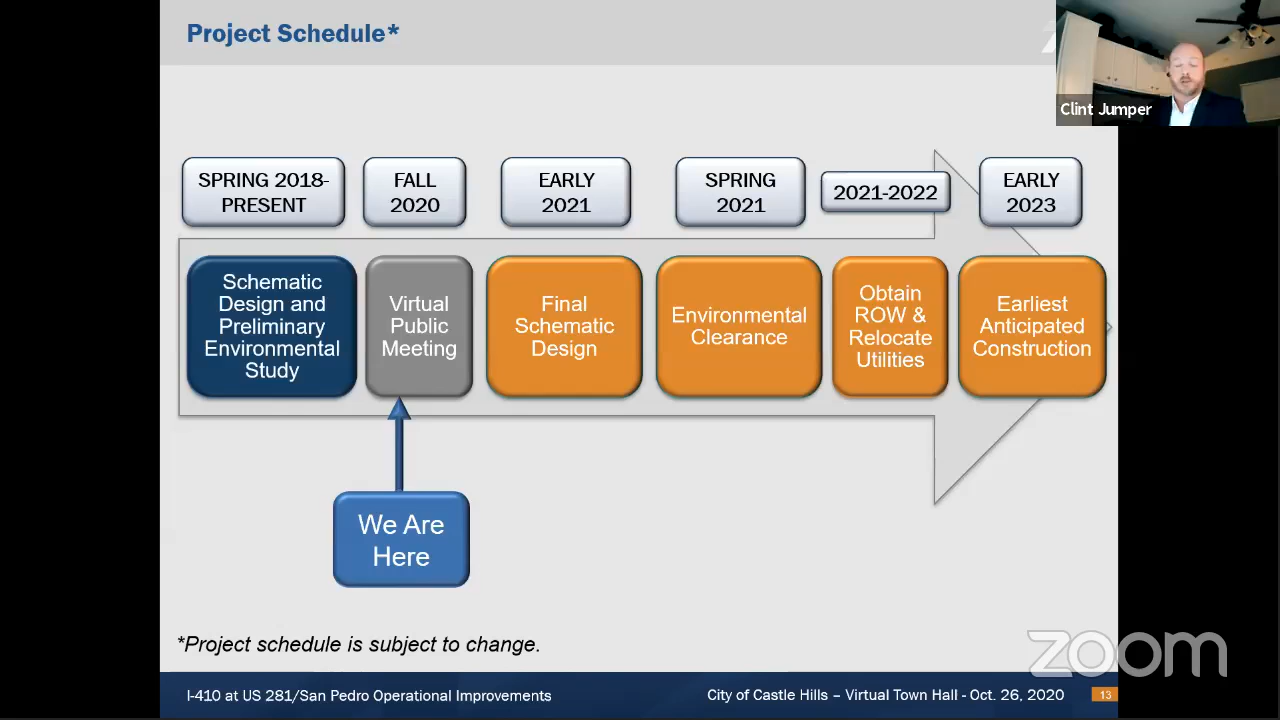 Project Schedule*
Clint Jumper
SPRING 2018-
PRESENT
FALL
2020
EARLY
2021
SPRING
2021
2021-2022
EARLY
2023
Schematic
Design and
Preliminary
Environmental
Study
Virtual
Public
Meeting
Final
Schematic
Design
Environmental
Clearance
Obtain
ROW &
Relocate
Utilities
Earliest
Anticipated
Construction
We Are
Here
*Project schedule is subject to change.
zoom
I-410 at US 281/San Pedro Operational Improvements
City of Castle Hills – Virtual Town Hall - Oct. 26, 2020
13